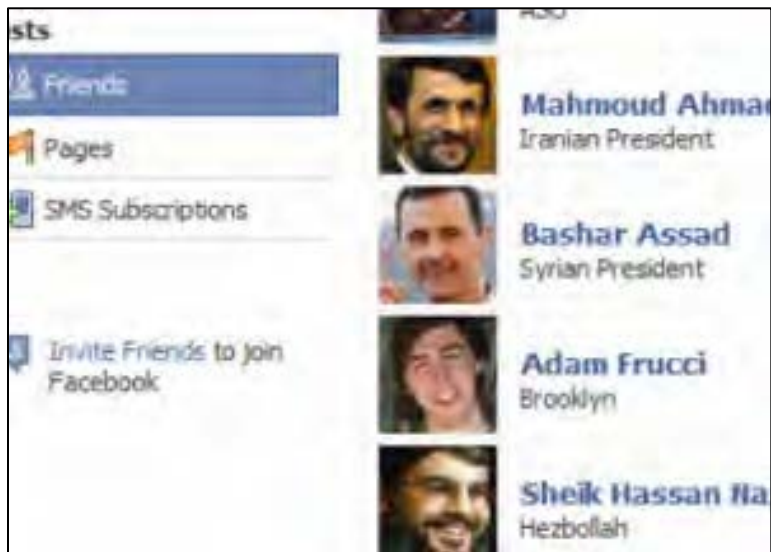 sts
Friends
Pages
SMS Subscriptions
Invite Friends to join
Facebook
Mahmoud Ahmad
Iranian President
Bashar Assad
Syrian President
Adam Frucci
Brooklyn
Sheik Hassan Na
Hezbollah